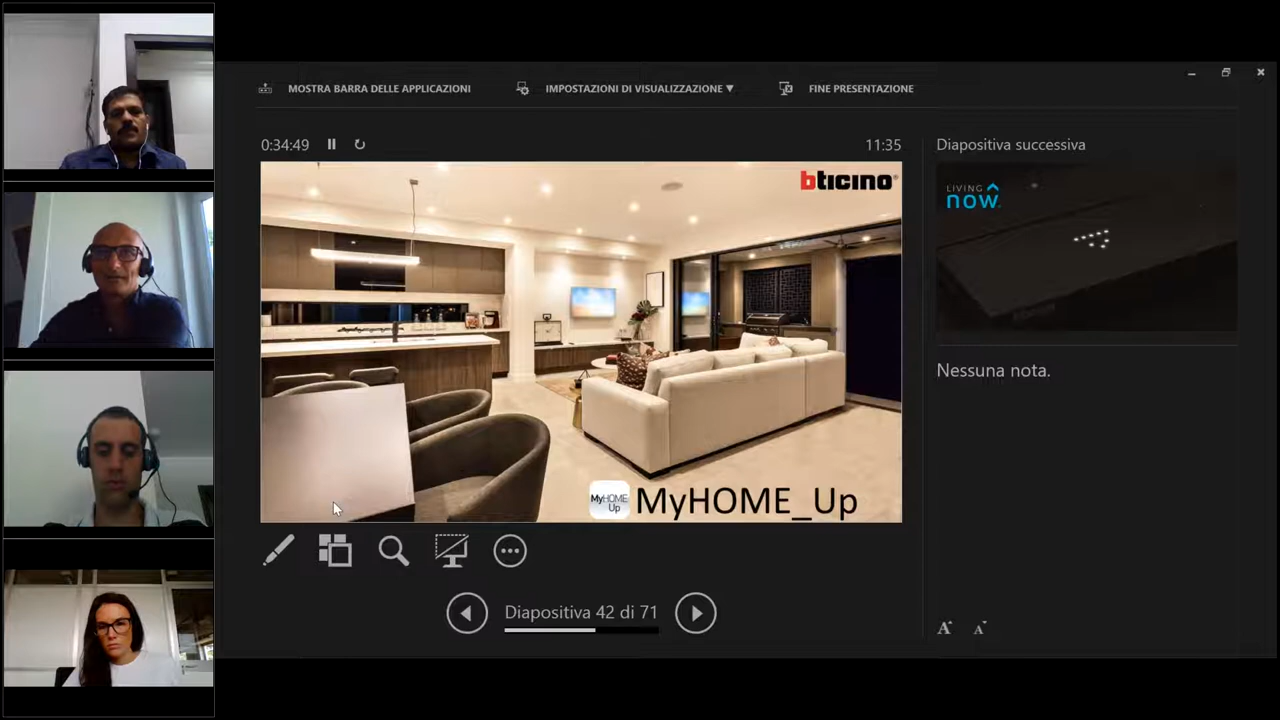 MOSTRA BARRA DELLE APPLICAZIONI
IMPOSTAZIONI DI VISUALIZZAZIONE ▼
FINE PRESENTAZIONE
0:34:49
11:35
Diapositiva successiva
bticino
LIVING
now
Nessuna nota.
MyHOME
Up
MyHOME_Up
Diapositiva 42 di 71
A A